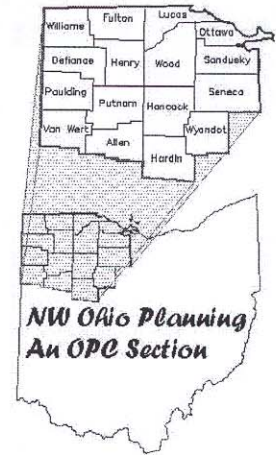 Williams
Fulton
Lucas
Ottawa
Defiance
Henry
Wood
Sandusky
Paulding
Putnam
Hancock
Seneca
Van Wert
Allen
Wyandot
Hardin
NW Ohio Planning
An OPC Section